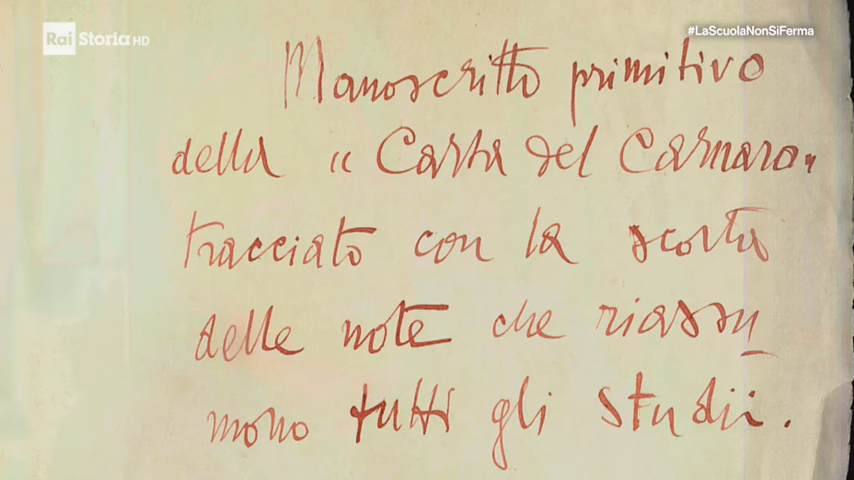 Rai Storia HD
#LaScuolaNonSiFerma
Manoscritto primitivo
della “Carta del Carnaro„
tracciato con la scorta
delle note che riassu_
mono tutti gli studii.